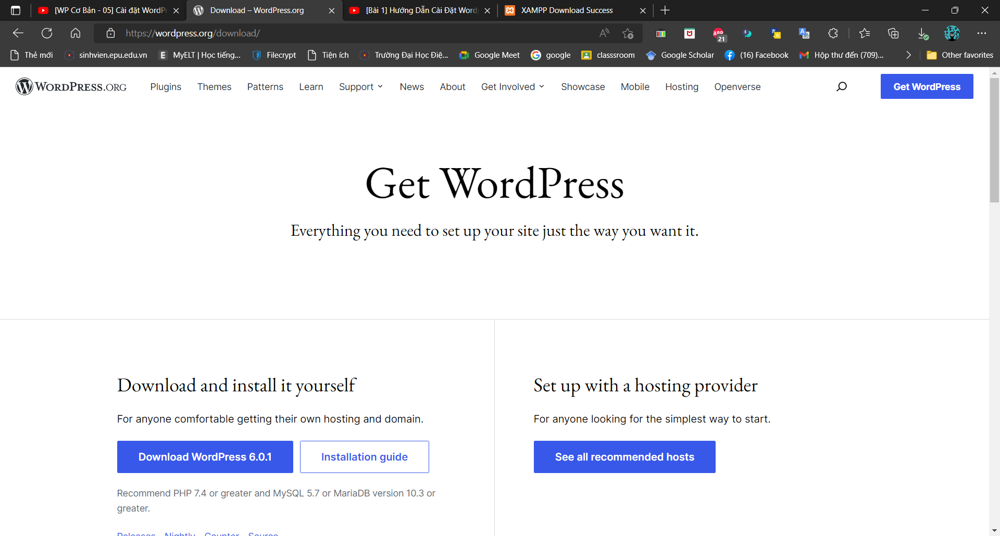 [WP Cơ Bản - 05] Cài đặt WordPr
Download – WordPress.org
[Bài 1] Hướng Dẫn Cài Đặt Word
XAMPP Download Success
https://wordpress.org/download/
ABP
21
Thẻ mới
sinhvien.epu.edu.vn
E MyELT | Học tiếng...
Filecrypt
Tiện ích
Trường Đại Học Điệ...
Google Meet
google
classsroom
Google Scholar
(16) Facebook
Hộp thư đến (709)...
Other favorites
WORDPRESS.ORG
Plugins
Themes
Patterns
Learn
Support
News
About
Get Involved
Showcase
Mobile
Hosting
Openverse
Get WordPress
Get WordPress
Everything you need to set up your site just the way you want it.
Download and install it yourself
For anyone comfortable getting their own hosting and domain.
Download WordPress 6.0.1
Installation guide
Recommend PHP 7.4 or greater and MySQL 5.7 or MariaDB version 10.3 or
greater.
Releases Nightly Counter Source
Set up with a hosting provider
For anyone looking for the simplest way to start.
See all recommended hosts